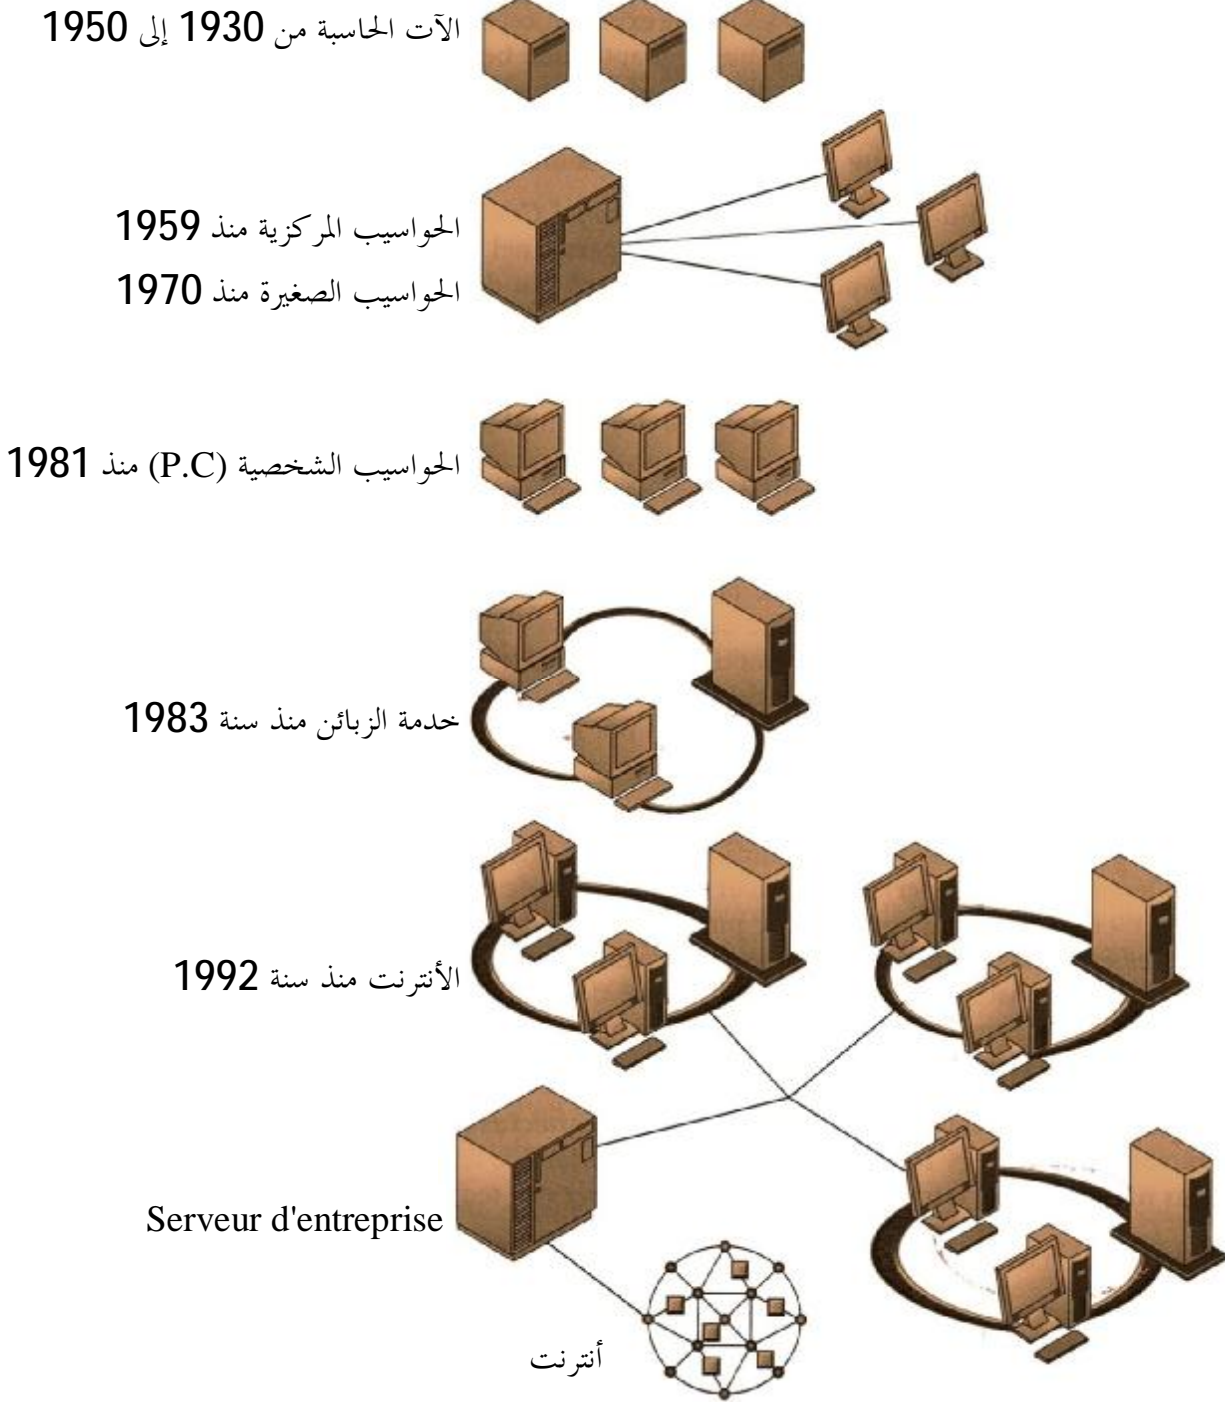 الآت الحاسبة من 1930 إلى 1950
الحواسيب المركزية منذ 1959
الحواسيب الصغيرة منذ 1970
الحواسيب الشخصية (P.C) منذ 1981
خدمة الزبائن منذ سنة 1983
الأنترنت منذ سنة 1992
Serveur d'entreprise
أنترنت